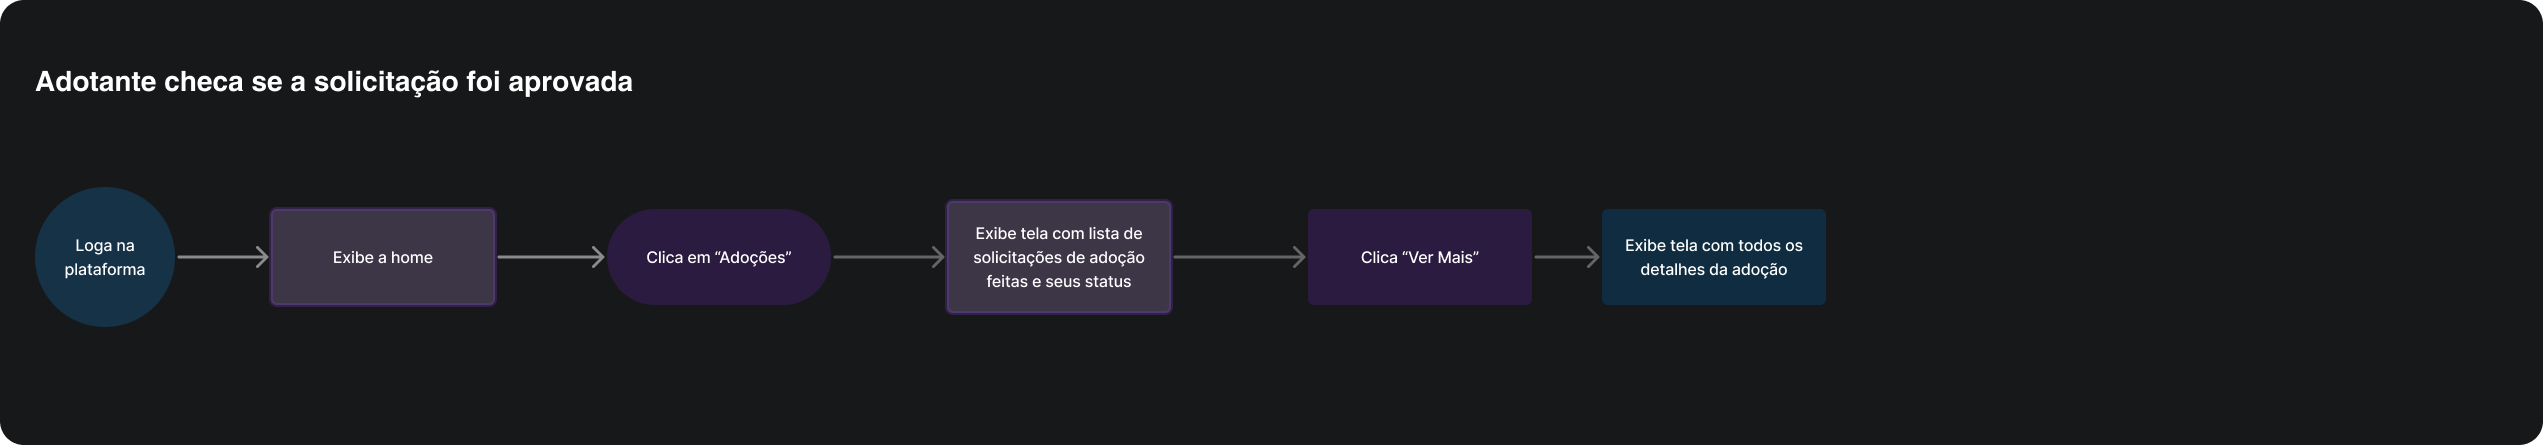 Adotante checa se a solicitação foi aprovada
Loga na
plataforma
Exibe a home
Clica em “Adoções”
Exibe tela com lista de
solicitações de adoção
feitas e seus status
Clica “Ver Mais”
Exibe tela com todos os
detalhes da adoção